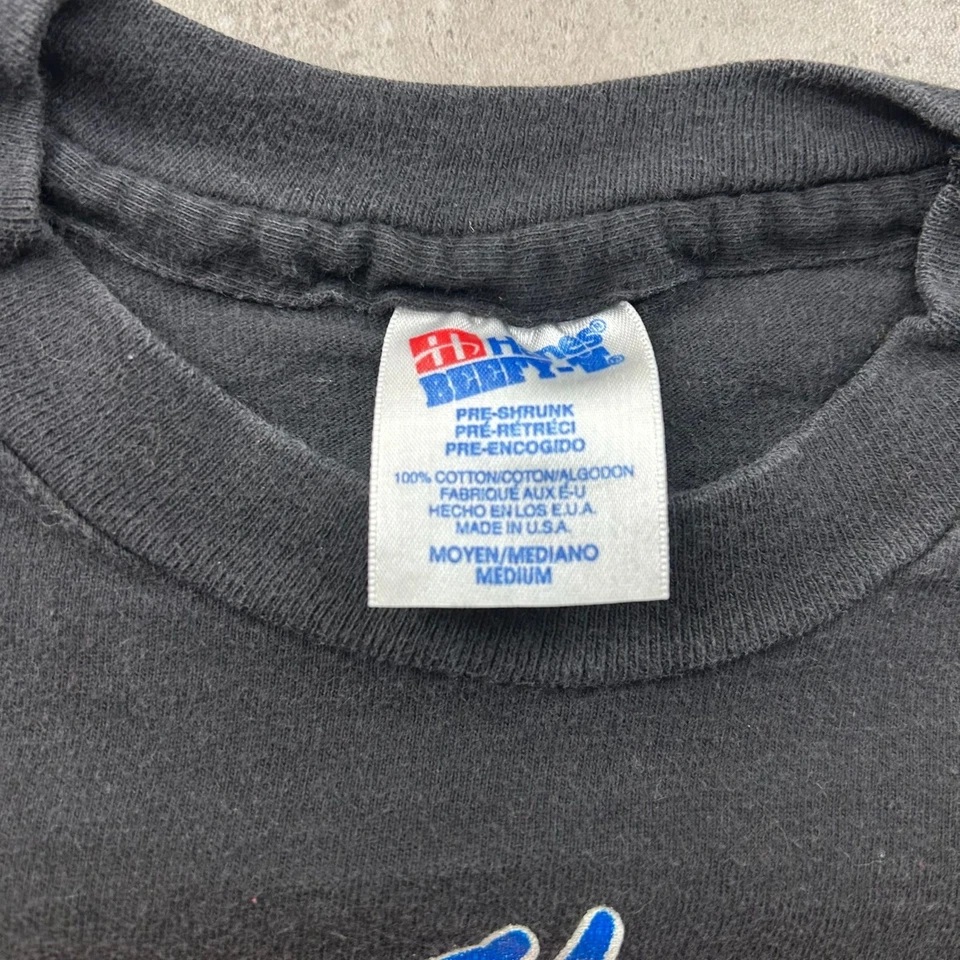 Hanes®
BEEFY-T®
PRE-SHRUNK
PRÉ-RÉTRÉCI
PRE-ENCOGIDO
100% COTTON/COTON/ALGODON
FABRIQUÉ AUX É-U
HECHO EN LOS E.U.A.
MADE IN U.S.A.
MOYEN/MEDIANO
MEDIUM